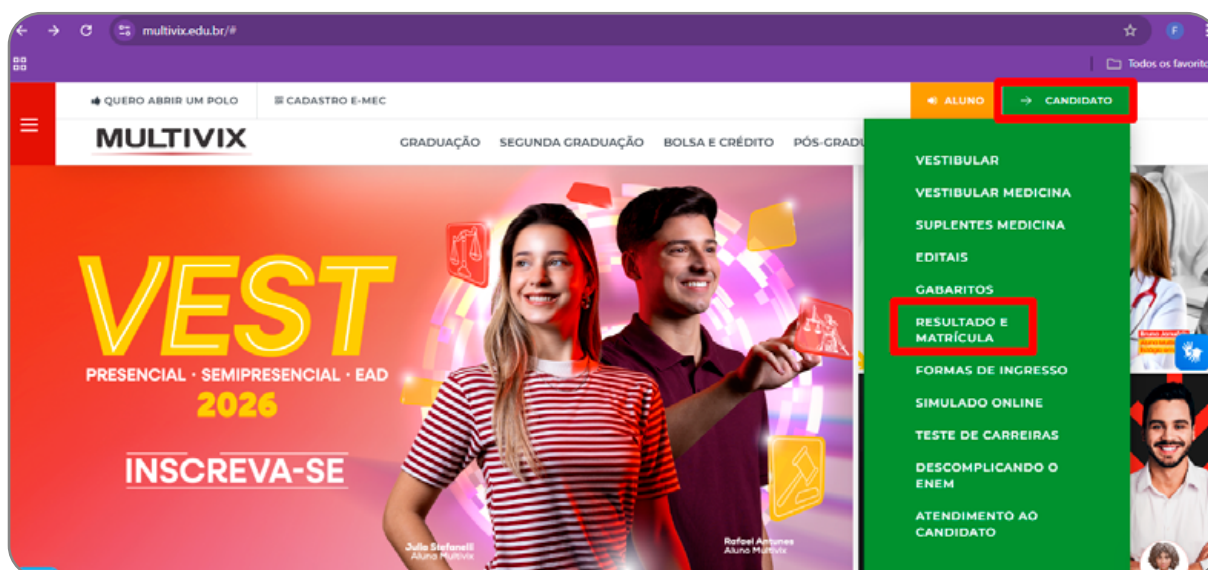 multivix.edu.br/#
F
Todos os favorito
QUERO ABRIR UM POLO
CADASTRO E-MEC
ALUNO
CANDIDATO
MULTIVIX
GRADUAÇÃO
SEGUNDA GRADUAÇÃO
BOLSA E CRÉDITO
PÓS-GRADU
VESTIBULAR
VESTIBULAR MEDICINA
SUPLENTES MEDICINA
EDITAIS
GABARITOS
RESULTADO E
MATRÍCULA
FORMAS DE INGRESSO
SIMULADO ONLINE
TESTE DE CARREIRAS
DESCOMPLICANDO O
ENEM
ATENDIMENTO AO
CANDIDATO
VEST
PRESENCIAL · SEMIPRESENCIAL · EAD
2026
INSCREVA-SE
Julia Stefanelli
Aluna Multivix
Rafael Antunes
Aluno Multivix